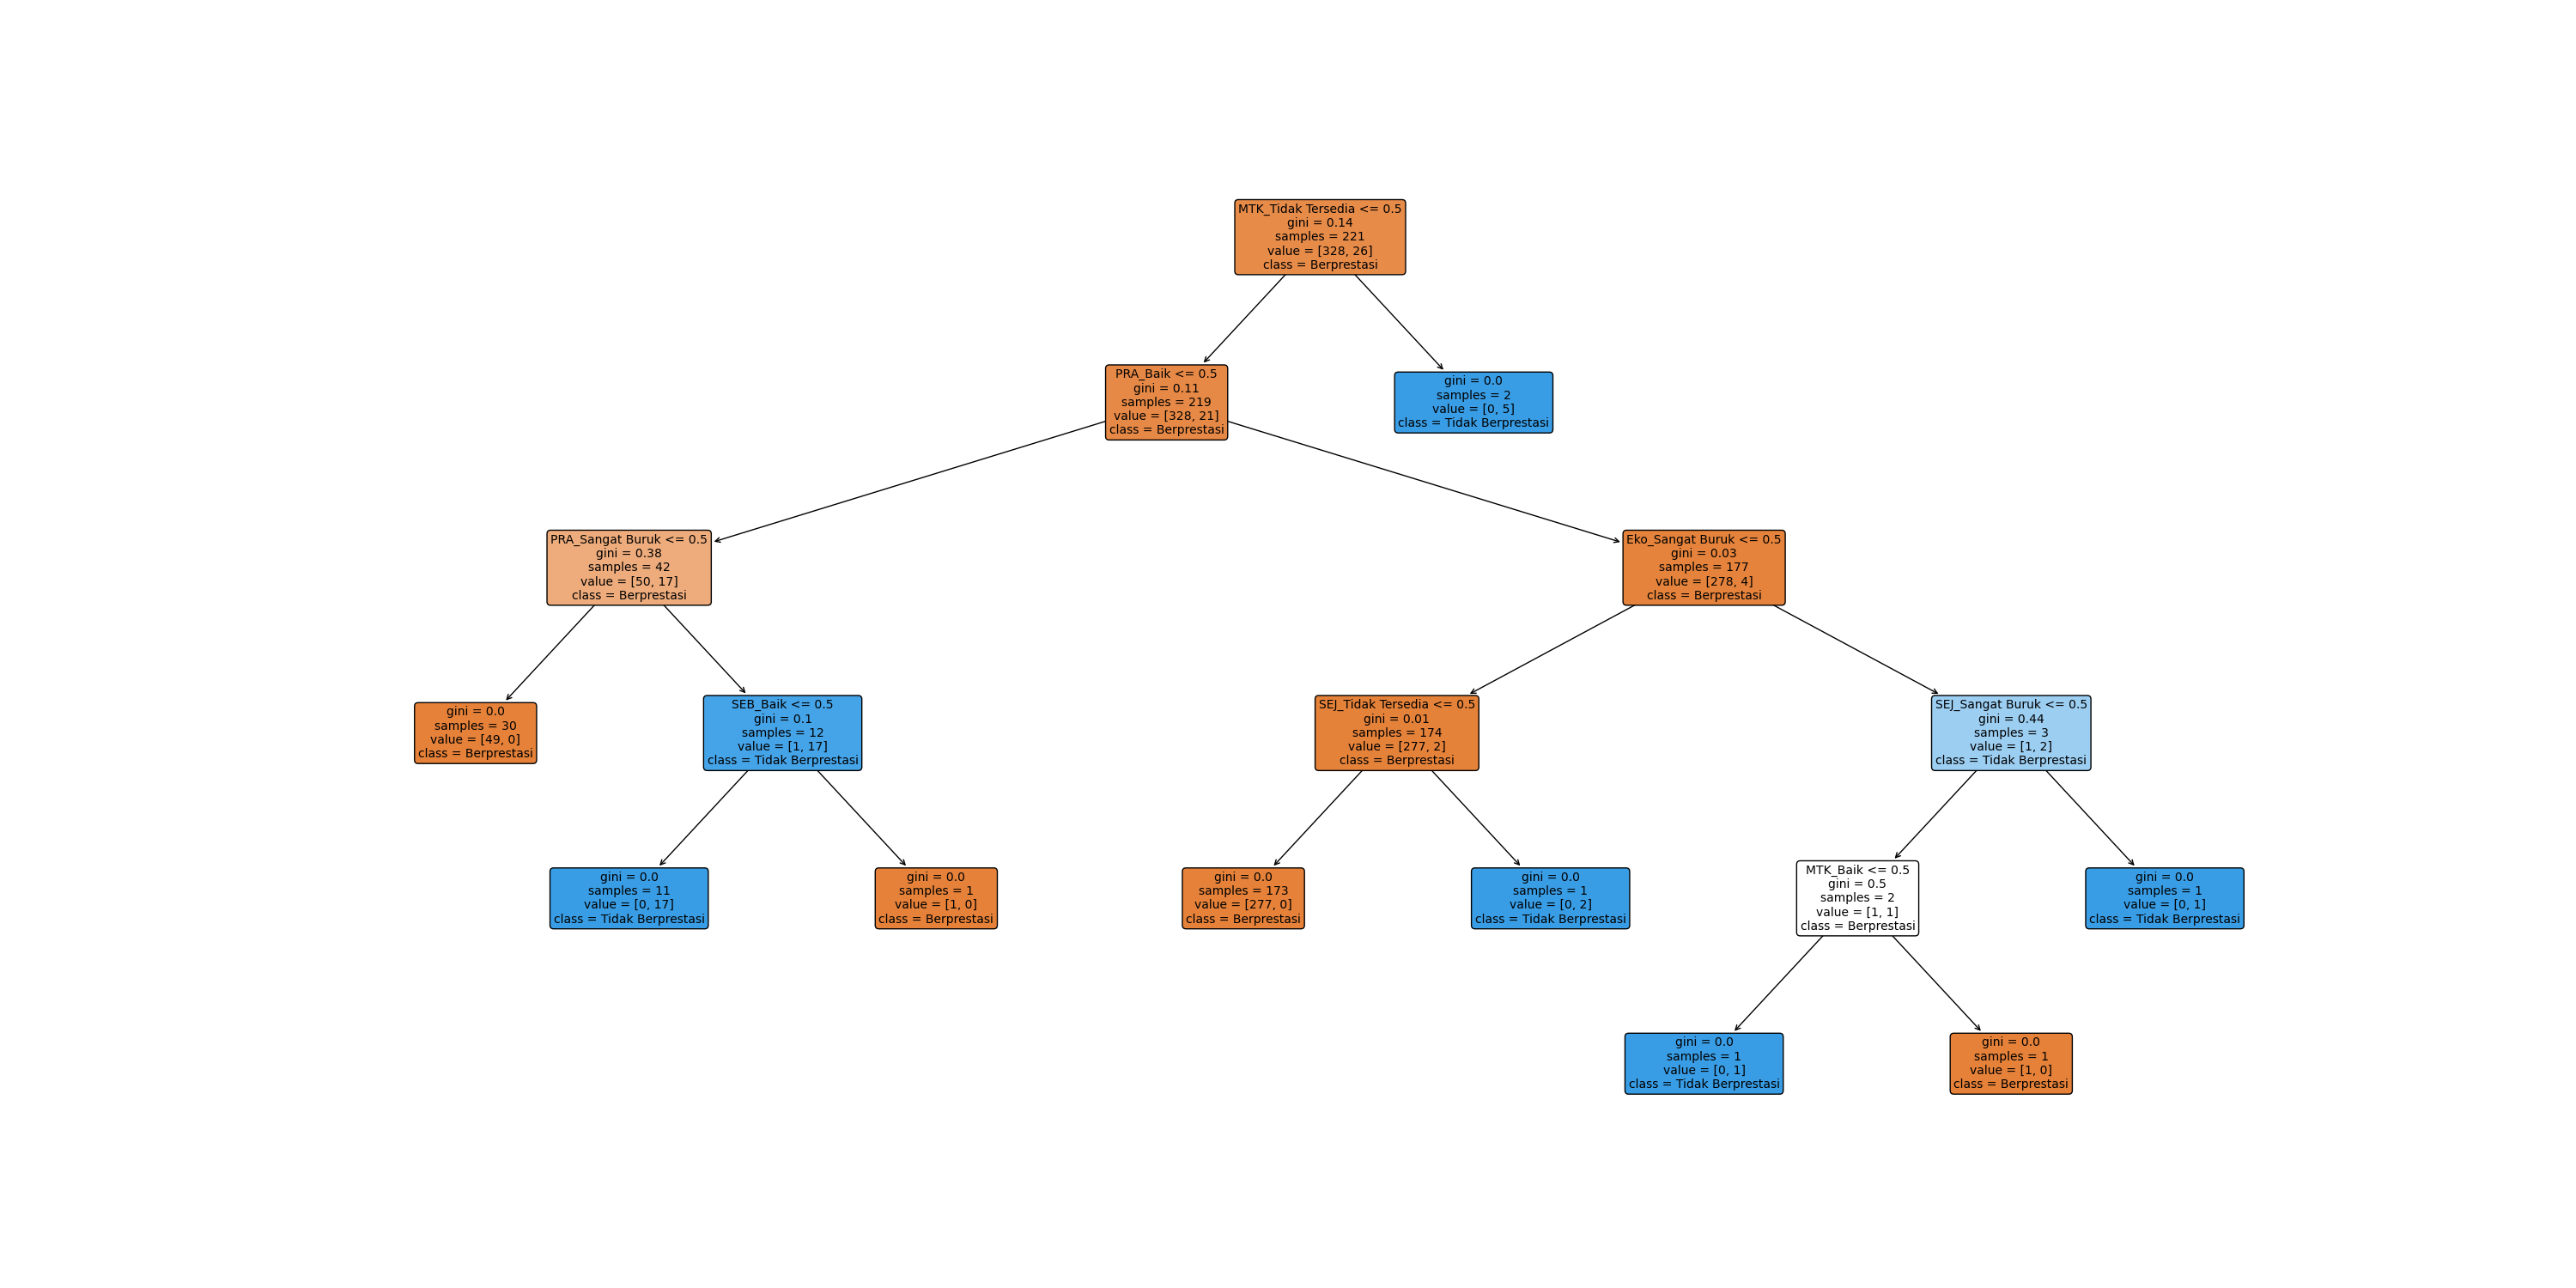 MTK_Tidak Tersedia <= 0.5
gini = 0.14
samples = 221
value = [328, 26]
class = Berprestasi
PRA_Baik <= 0.5
gini = 0.11
samples = 219
value = [328, 21]
class = Berprestasi
gini = 0.0
samples = 2
value = [0, 5]
class = Tidak Berprestasi
PRA_Sangat Buruk <= 0.5
gini = 0.38
samples = 42
value = [50, 17]
class = Berprestasi
Eko_Sangat Buruk <= 0.5
gini = 0.03
samples = 177
value = [278, 4]
class = Berprestasi
gini = 0.0
samples = 30
value = [49, 0]
class = Berprestasi
SEB_Baik <= 0.5
gini = 0.1
samples = 12
value = [1, 17]
class = Tidak Berprestasi
SEJ_Tidak Tersedia <= 0.5
gini = 0.01
samples = 174
value = [277, 2]
class = Berprestasi
SEJ_Sangat Buruk <= 0.5
gini = 0.44
samples = 3
value = [1, 2]
class = Tidak Berprestasi
gini = 0.0
samples = 11
value = [0, 17]
class = Tidak Berprestasi
gini = 0.0
samples = 1
value = [1, 0]
class = Berprestasi
gini = 0.0
samples = 173
value = [277, 0]
class = Berprestasi
gini = 0.0
samples = 1
value = [0, 2]
class = Tidak Berprestasi
MTK_Baik <= 0.5
gini = 0.5
samples = 2
value = [1, 1]
class = Berprestasi
gini = 0.0
samples = 1
value = [0, 1]
class = Tidak Berprestasi
gini = 0.0
samples = 1
value = [0, 1]
class = Tidak Berprestasi
gini = 0.0
samples = 1
value = [1, 0]
class = Berprestasi